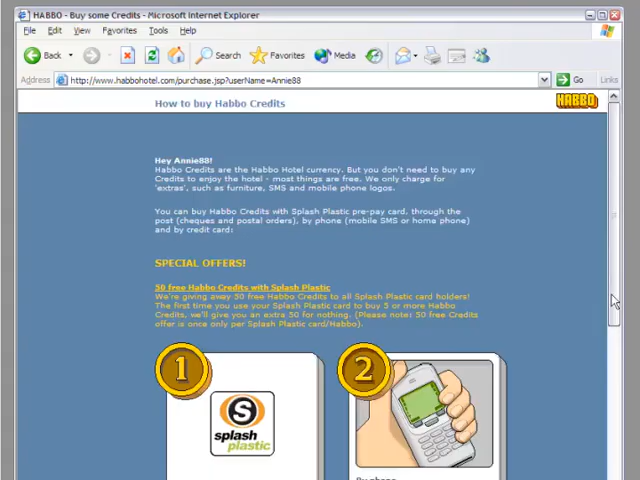 HABBO - Buy some Credits - Microsoft Internet Explorer
File Edit View Favorites Tools Help
Back Search Favorites Media
Address http://www.habbohotel.com/purchase.jsp?userName=Annie88 Go Links
How to buy Habbo Credits HABBO
Hey Annie88!
Habbo Credits are the Habbo Hotel currency. But you don't need to buy any
Credits to enjoy the hotel - most things are free. We only charge for
'extras', such as furniture, SMS and mobile phone logos.
You can buy Habbo Credits with Splash Plastic pre-pay card, through the
post (cheques and postal orders), by phone (mobile SMS or home phone)
and by credit card:
SPECIAL OFFERS!
50 free Habbo Credits with Splash Plastic
We're giving away 50 free Habbo Credits to all Splash Plastic card holders!
The first time you use your Splash Plastic card to buy 5 or more Habbo
Credits, we'll give you an extra 50 for nothing. (Please note: 50 free Credits
offer is once only per Splash Plastic card/Habbo).
1 2
S
splash
plastic
By phone